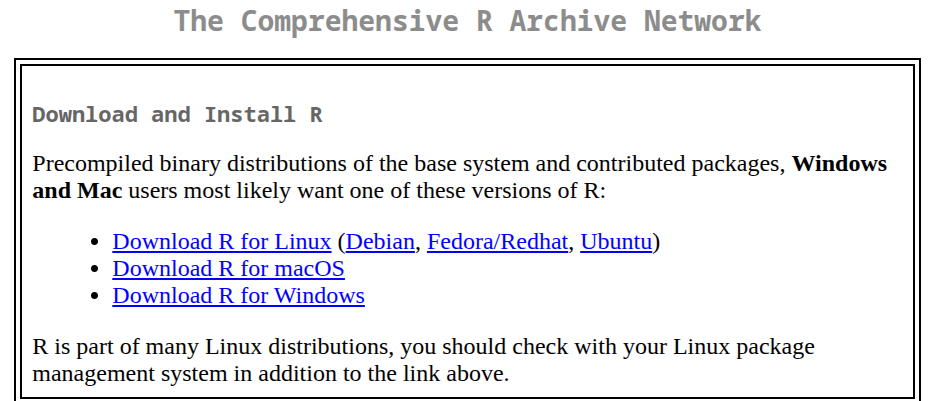 The Comprehensive R Archive Network
Download and Install R
Precompiled binary distributions of the base system and contributed packages, Windows
and Mac users most likely want one of these versions of R:
• Download R for Linux (Debian, Fedora/Redhat, Ubuntu)
• Download R for macOS
• Download R for Windows
R is part of many Linux distributions, you should check with your Linux package
management system in addition to the link above.